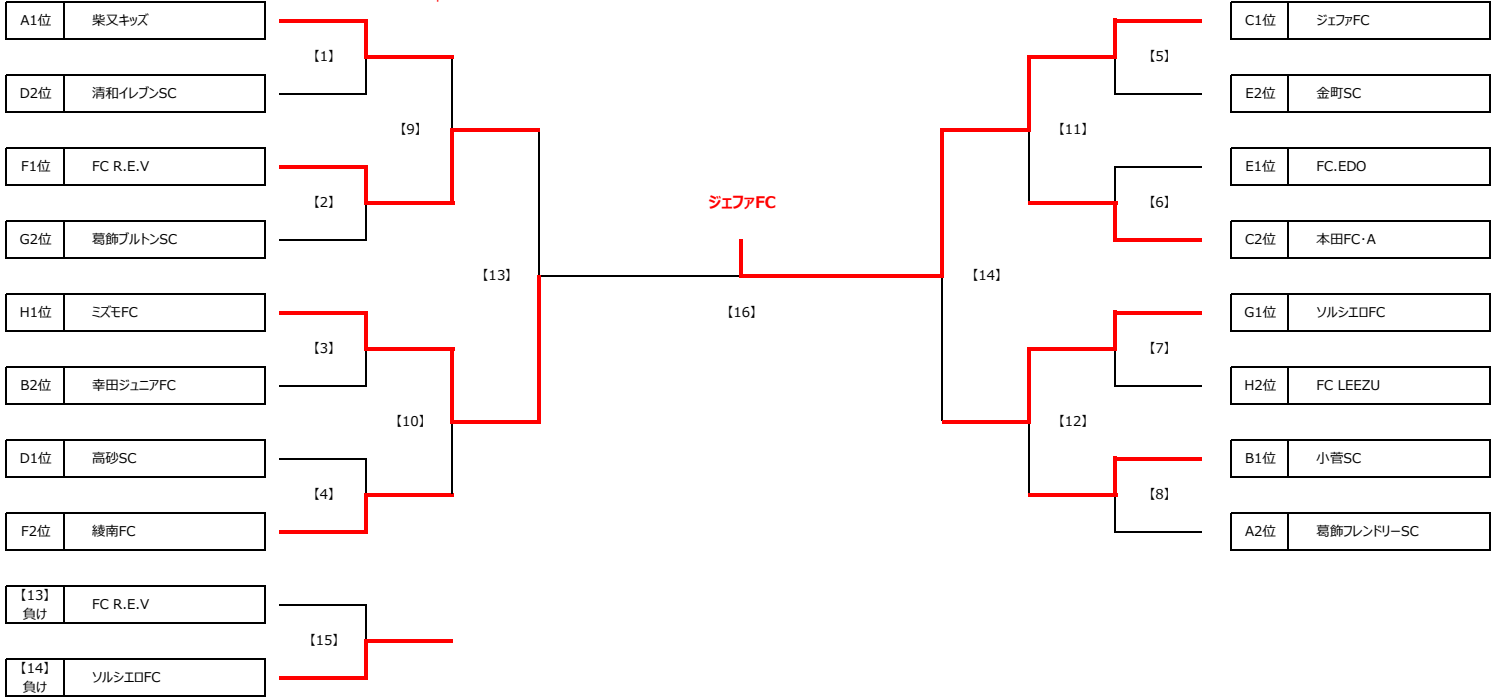 A1位 柴又キッズ
【1】
D2位 清和イレブンSC
【9】
F1位 FC R.E.V
【2】
G2位 葛飾ブルトンSC
【13】
H1位 ミズモFC
【3】
B2位 幸田ジュニアFC
【10】
D1位 高砂SC
【4】
F2位 綾南FC
【13】
負け
FC R.E.V
【15】
【14】
負け
ソルシエロFC
ジェファFC
【16】
C1位 ジェファFC
【5】
E2位 金町SC
【11】
E1位 FC.EDO
【6】
C2位 本田FC・A
【14】
G1位 ソルシエロFC
【7】
H2位 FC LEEZU
【12】
B1位 小菅SC
【8】
A2位 葛飾フレンドリーSC